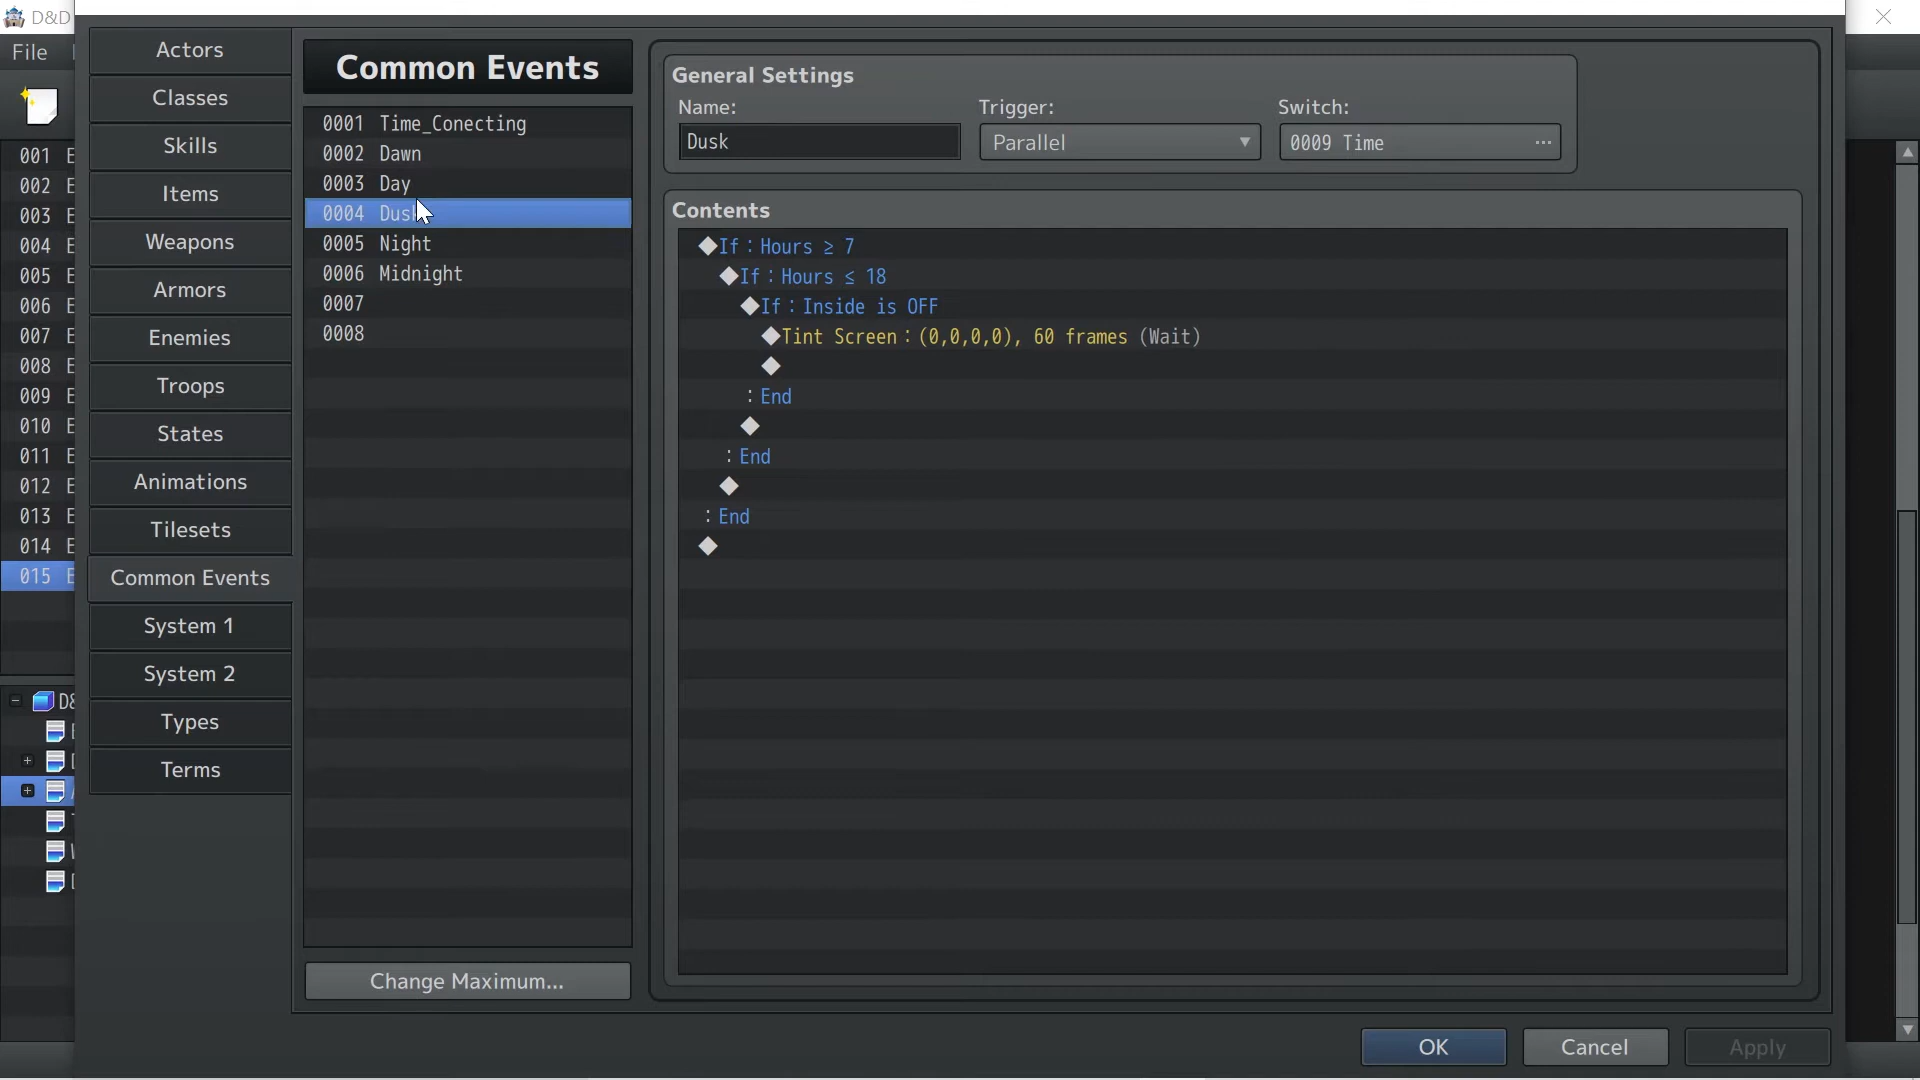 D&D
File
001 E
002 E
003 E
004 E
005 E
006 E
007 E
008 E
009 E
010 E
011 E
012 E
013 E
014 E
015 E
Actors
Classes
Skills
Items
Weapons
Armors
Enemies
Troops
States
Animations
Tilesets
Common Events
System 1
System 2
Types
Terms
Common Events
0001 Time_Conecting
0002 Dawn
0003 Day
0004 Dusk
0005 Night
0006 Midnight
0007
0008
Change Maximum...
General Settings
Name:
Trigger:
Switch:
Dusk
Parallel
0009 Time
...
Contents
◆If：Hours ≥ 7
◆If：Hours ≤ 18
◆If：Inside is OFF
◆Tint Screen：(0,0,0,0), 60 frames (Wait)
◆
：End
◆
：End
◆
：End
◆
OK
Cancel
Apply